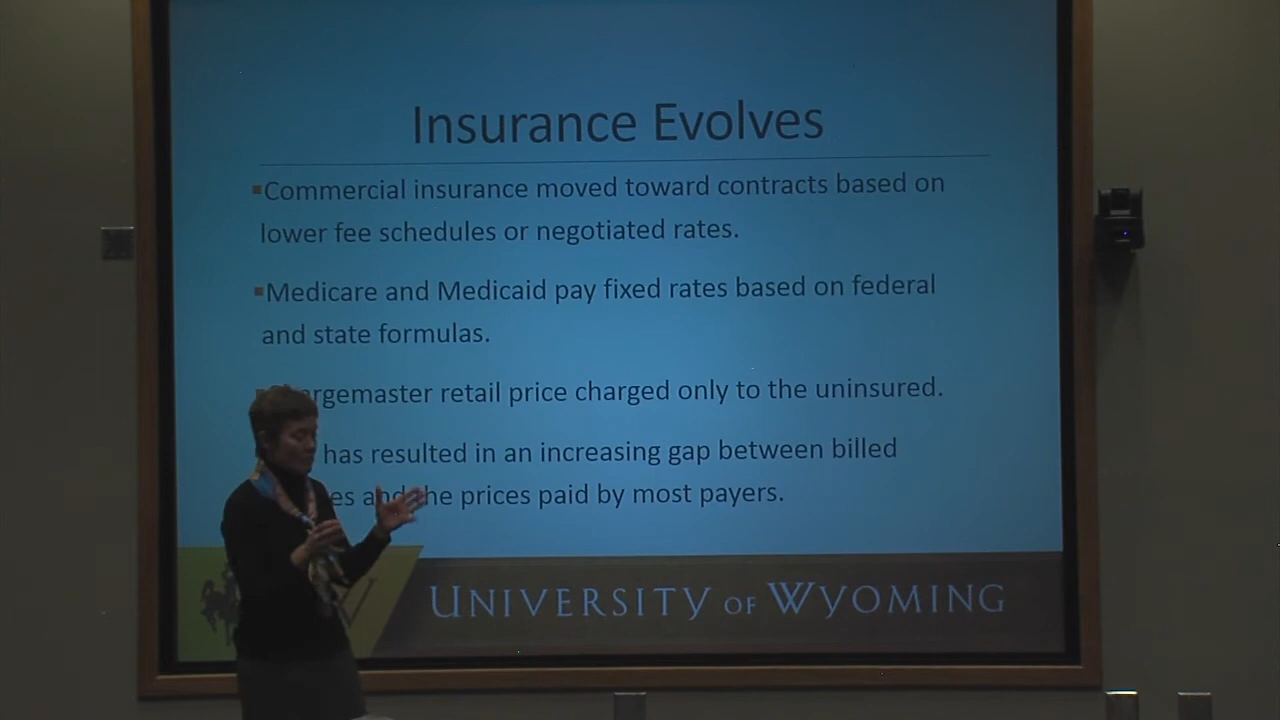 Insurance Evolves
▪Commercial insurance moved toward contracts based on
lower fee schedules or negotiated rates.
▪Medicare and Medicaid pay fixed rates based on federal
and state formulas.
retail price charged only to the uninsured.
has resulted in an increasing gap between billed
and the prices paid by most payers.
UNIVERSITY OF WYOMING